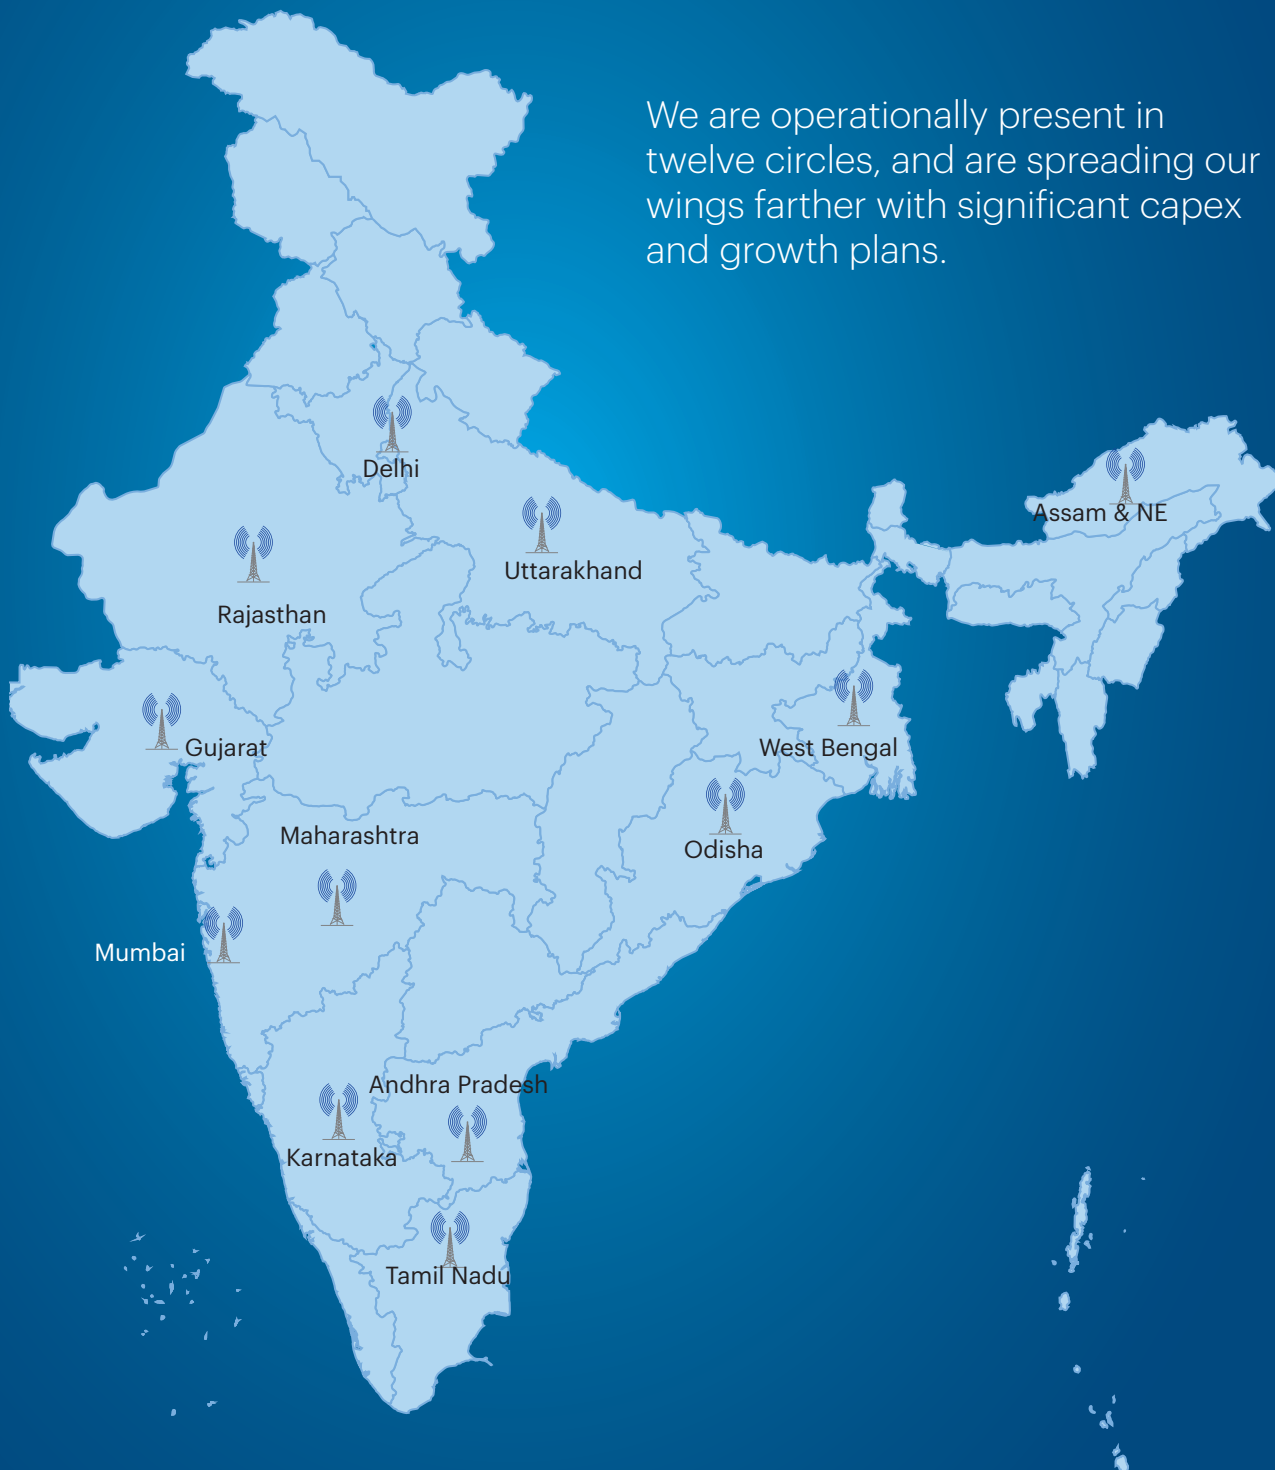 We are operationally present in
twelve circles, and are spreading our
wings farther with significant capex
and growth plans.
Delhi
Assam & NE
Uttarakhand
Rajasthan
Gujarat
West Bengal
Maharashtra
Odisha
Mumbai
Andhra Pradesh
Karnataka
Tamil Nadu